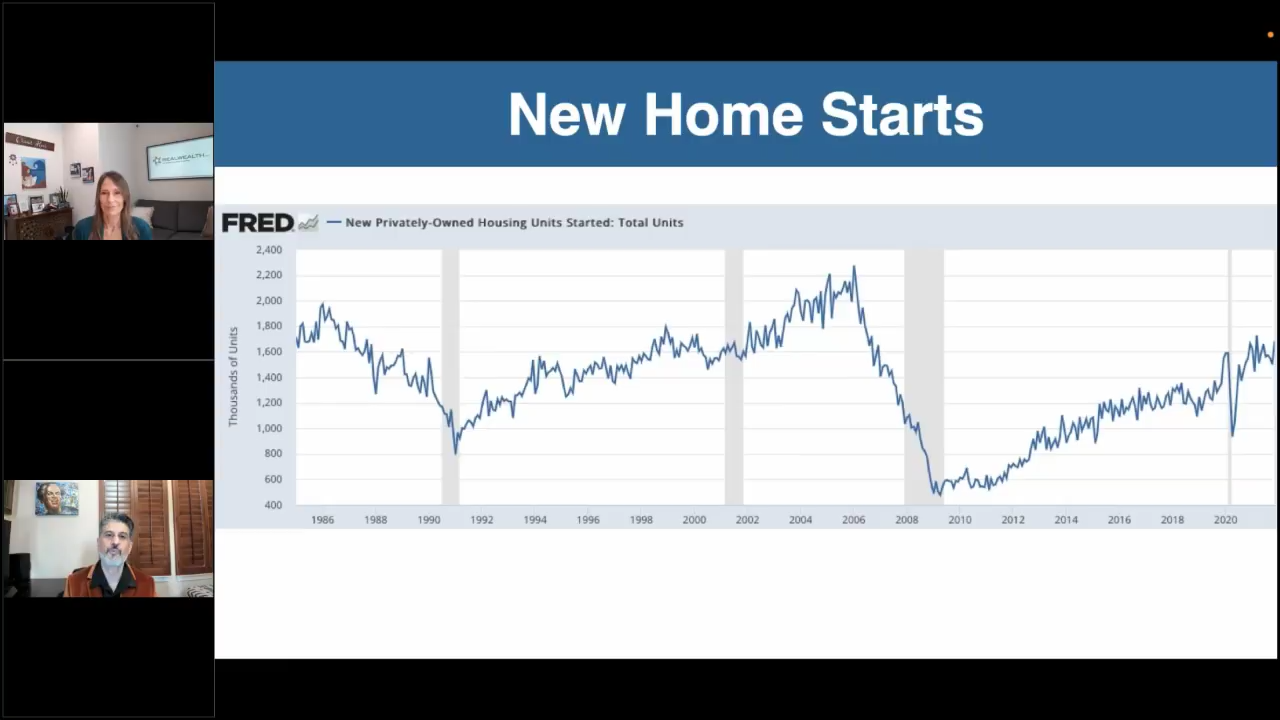 New Home Starts
FRED New Privately-Owned Housing Units Started: Total Units
2,400
2,200
2,000
1,800
1,600
1,400
1,200
1,000
800
600
400
Thousands of Units
1986 1988 1990 1992 1994 1996 1998 2000 2002 2004 2006 2008 2010 2012 2014 2016 2018 2020
REALWEALTH